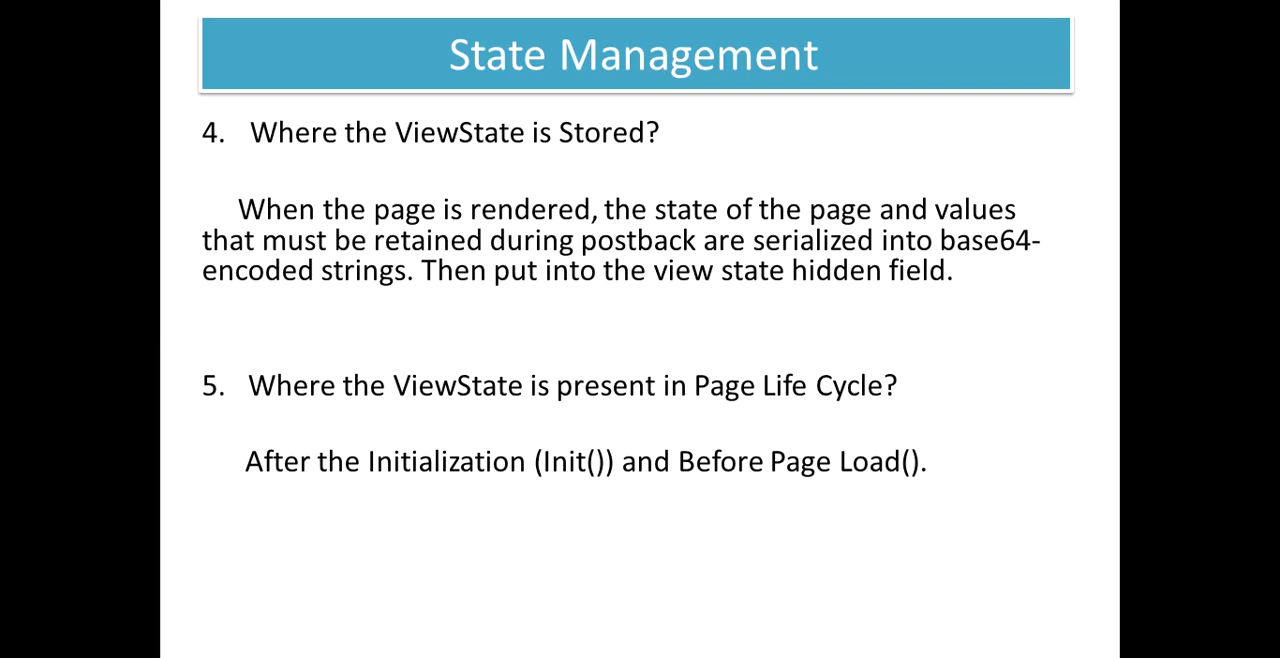 State Management
4. Where the ViewState is Stored?
When the page is rendered, the state of the page and values
that must be retained during postback are serialized into base64-
encoded strings. Then put into the view state hidden field.
5. Where the ViewState is present in Page Life Cycle?
After the Initialization (Init()) and Before Page Load().